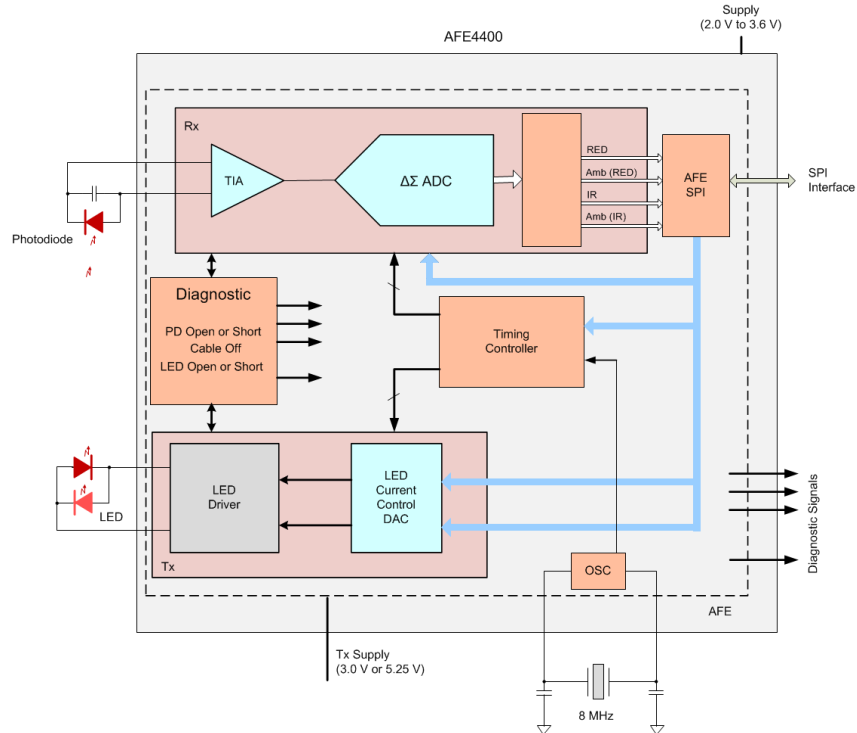 Supply
(2.0 V to 3.6 V)
AFE4400
Rx
TIA
ΔΣ ADC
RED
Amb (RED)
IR
Amb (IR)
AFE
SPI
SPI
Interface
Photodiode
Diagnostic
PD Open or Short
Cable Off
LED Open or Short
Timing
Controller
LED
Driver
LED
Current
Control
DAC
LED
Tx
Diagnostic Signals
OSC
AFE
Tx Supply
(3.0 V or 5.25 V)
8 MHz